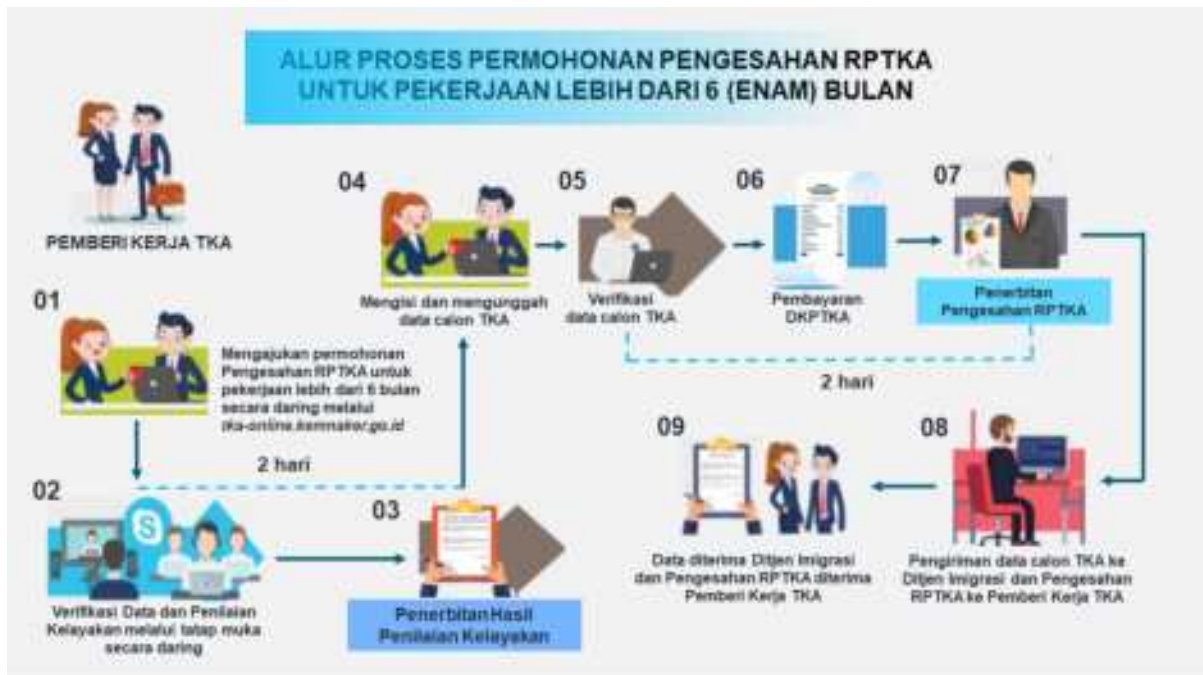 ALUR PROSES PERMOHONAN PENGESAHAN RPTKA
UNTUK PEKERJAAN LEBIH DARI 6 (ENAM) BULAN
PEMBERI KERJA TKA
01
Mengajukan permohonan
Pengesahan RPTKA untuk
pekerjaan lebih dari 6 bulan
secara daring melalui
tka-online.kemnaker.go.id
2 hari
02
Verifikasi Data dan Penilaian
Kelayakan melalui tatap muka
secara daring
03
Penerbitan Hasil
Penilaian Kelayakan
04
Mengisi dan mengunggah
data calon TKA
05
Verifikasi
data calon TKA
06
Pembayaran
DKPTKA
07
Penerbitan
Pengesahan RPTKA
2 hari
08
Pengiriman data calon TKA ke
Ditjen Imigrasi dan Pengesahan
RPTKA ke Pemberi Kerja TKA
09
Data diterima Ditjen Imigrasi
dan Pengesahan RPTKA diterima
Pemberi Kerja TKA